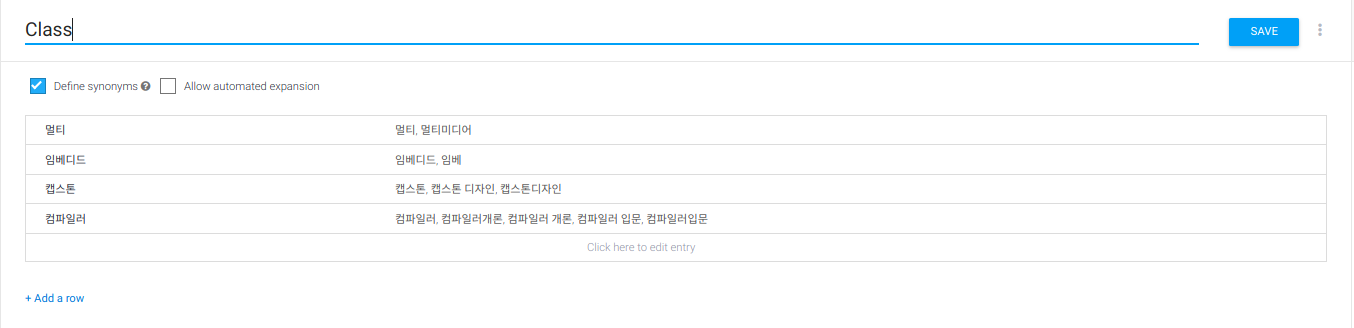 Class
SAVE
Define synonyms ? Allow automated expansion
멀티 멀티, 멀티미디어
임베디드 임베디드, 임베
캡스톤 캡스톤, 캡스톤 디자인, 캡스톤디자인
컴파일러 컴파일러, 컴파일러개론, 컴파일러 개론, 컴파일러 입문, 컴파일러입문
Click here to edit entry
+ Add a row